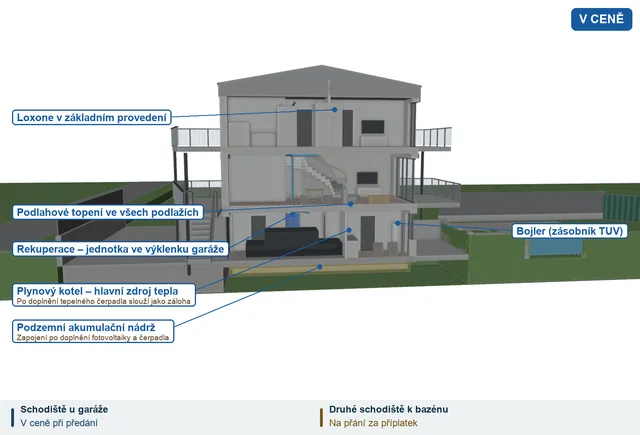 V CENĚ
Loxone v základním provedení
Podlahové topení ve všech podlažích
Bojler (zásobník TUV)
Rekuperace – jednotka ve výklenku garáže
Plynový kotel – hlavní zdroj tepla
Po doplnění tepelného čerpadla slouží jako záloha
Podzemní akumulační nádrž
Zapojení po doplnění fotovoltaiky a čerpadla
Schodiště u garáže
V ceně při předání
Druhé schodiště k bazénu
Na přání za příplatek